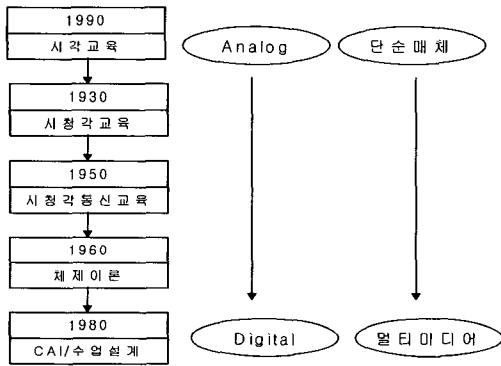 1990
시각교육
1930
시청각교육
1950
시청각통신교육
1960
체제이론
1980
CAI/수업설계
Analog
Digital
단순매체
멀티미디어